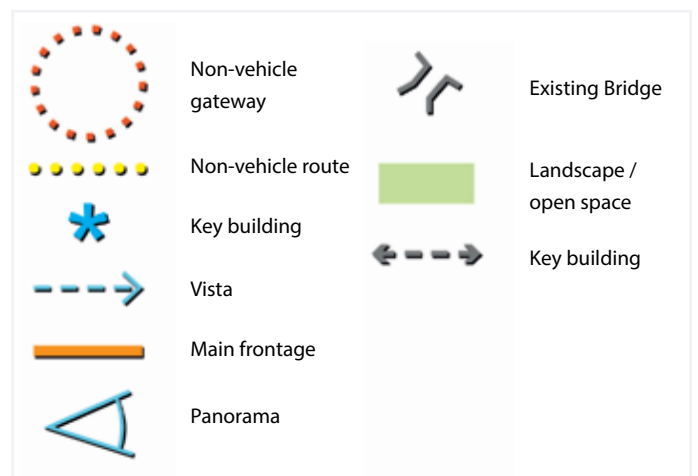 Non-vehicle
gateway
Non-vehicle route
Key building
Vista
Main frontage
Panorama
Existing Bridge
Landscape /
open space
Key building